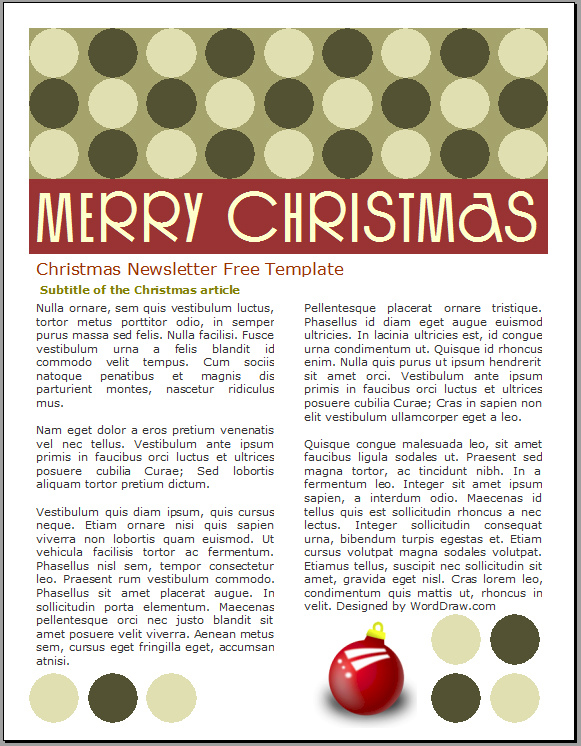 MERRY CHRISTMAS
Christmas Newsletter Free Template
Subtitle of the Christmas article
Nulla ornare, sem quis vestibulum luctus,
tortor metus porttitor odio, in semper
purus massa sed felis. Nulla facilisi. Fusce
vestibulum urna a felis blandit id
commodo velit tempus. Cum sociis
natoque penatibus et magnis dis
parturient montes, nascetur ridiculus
mus.
Nam eget dolor a eros pretium venenatis
vel nec tellus. Vestibulum ante ipsum
primis in faucibus orci luctus et ultrices
posuere cubilia Curae; Sed lobortis
aliquam tortor pretium dictum.
Vestibulum quis diam ipsum, quis cursus
neque. Etiam ornare nisi quis sapien
viverra non lobortis quam euismod. Ut
vehicula facilisis tortor ac fermentum.
Phasellus nisl sem, tempor consectetur
leo. Praesent rum vestibulum commodo.
Phasellus sit amet placerat augue. In
sollicitudin porta elementum. Maecenas
pellentesque orci nec justo blandit sit
amet posuere velit viverra. Aenean metus
sem, cursus eget fringilla eget, accumsan
atnisi.
Pellentesque placerat ornare tristique.
Phasellus id diam eget augue euismod
ultricies. In lacinia ultricies est, id congue
urna condimentum ut. Quisque id rhoncus
enim. Nulla quis purus ut ipsum hendrerit
sit amet orci. Vestibulum ante ipsum
primis in faucibus orci luctus et ultrices
posuere cubilia Curae; Cras in sapien non
elit vestibulum ullamcorper eget a leo.
Quisque congue malesuada leo, sit amet
faucibus ligula sodales ut. Praesent sed
magna tortor, ac tincidunt nibh. In a
fermentum leo. Integer sit amet ipsum
sapien, a interdum odio. Maecenas id
tellus quis est sollicitudin rhoncus a nec
lectus. Integer sollicitudin consequat
urna, bibendum turpis egestas et. Etiam
cursus volutpat magna sodales volutpat.
Etiamus tellus, suscipit nec sollicitudin sit
amet, gravida eget nisl. Cras lorem leo,
condimentum quis mattis ut, rhoncus in
velit. Designed by WordDraw.com